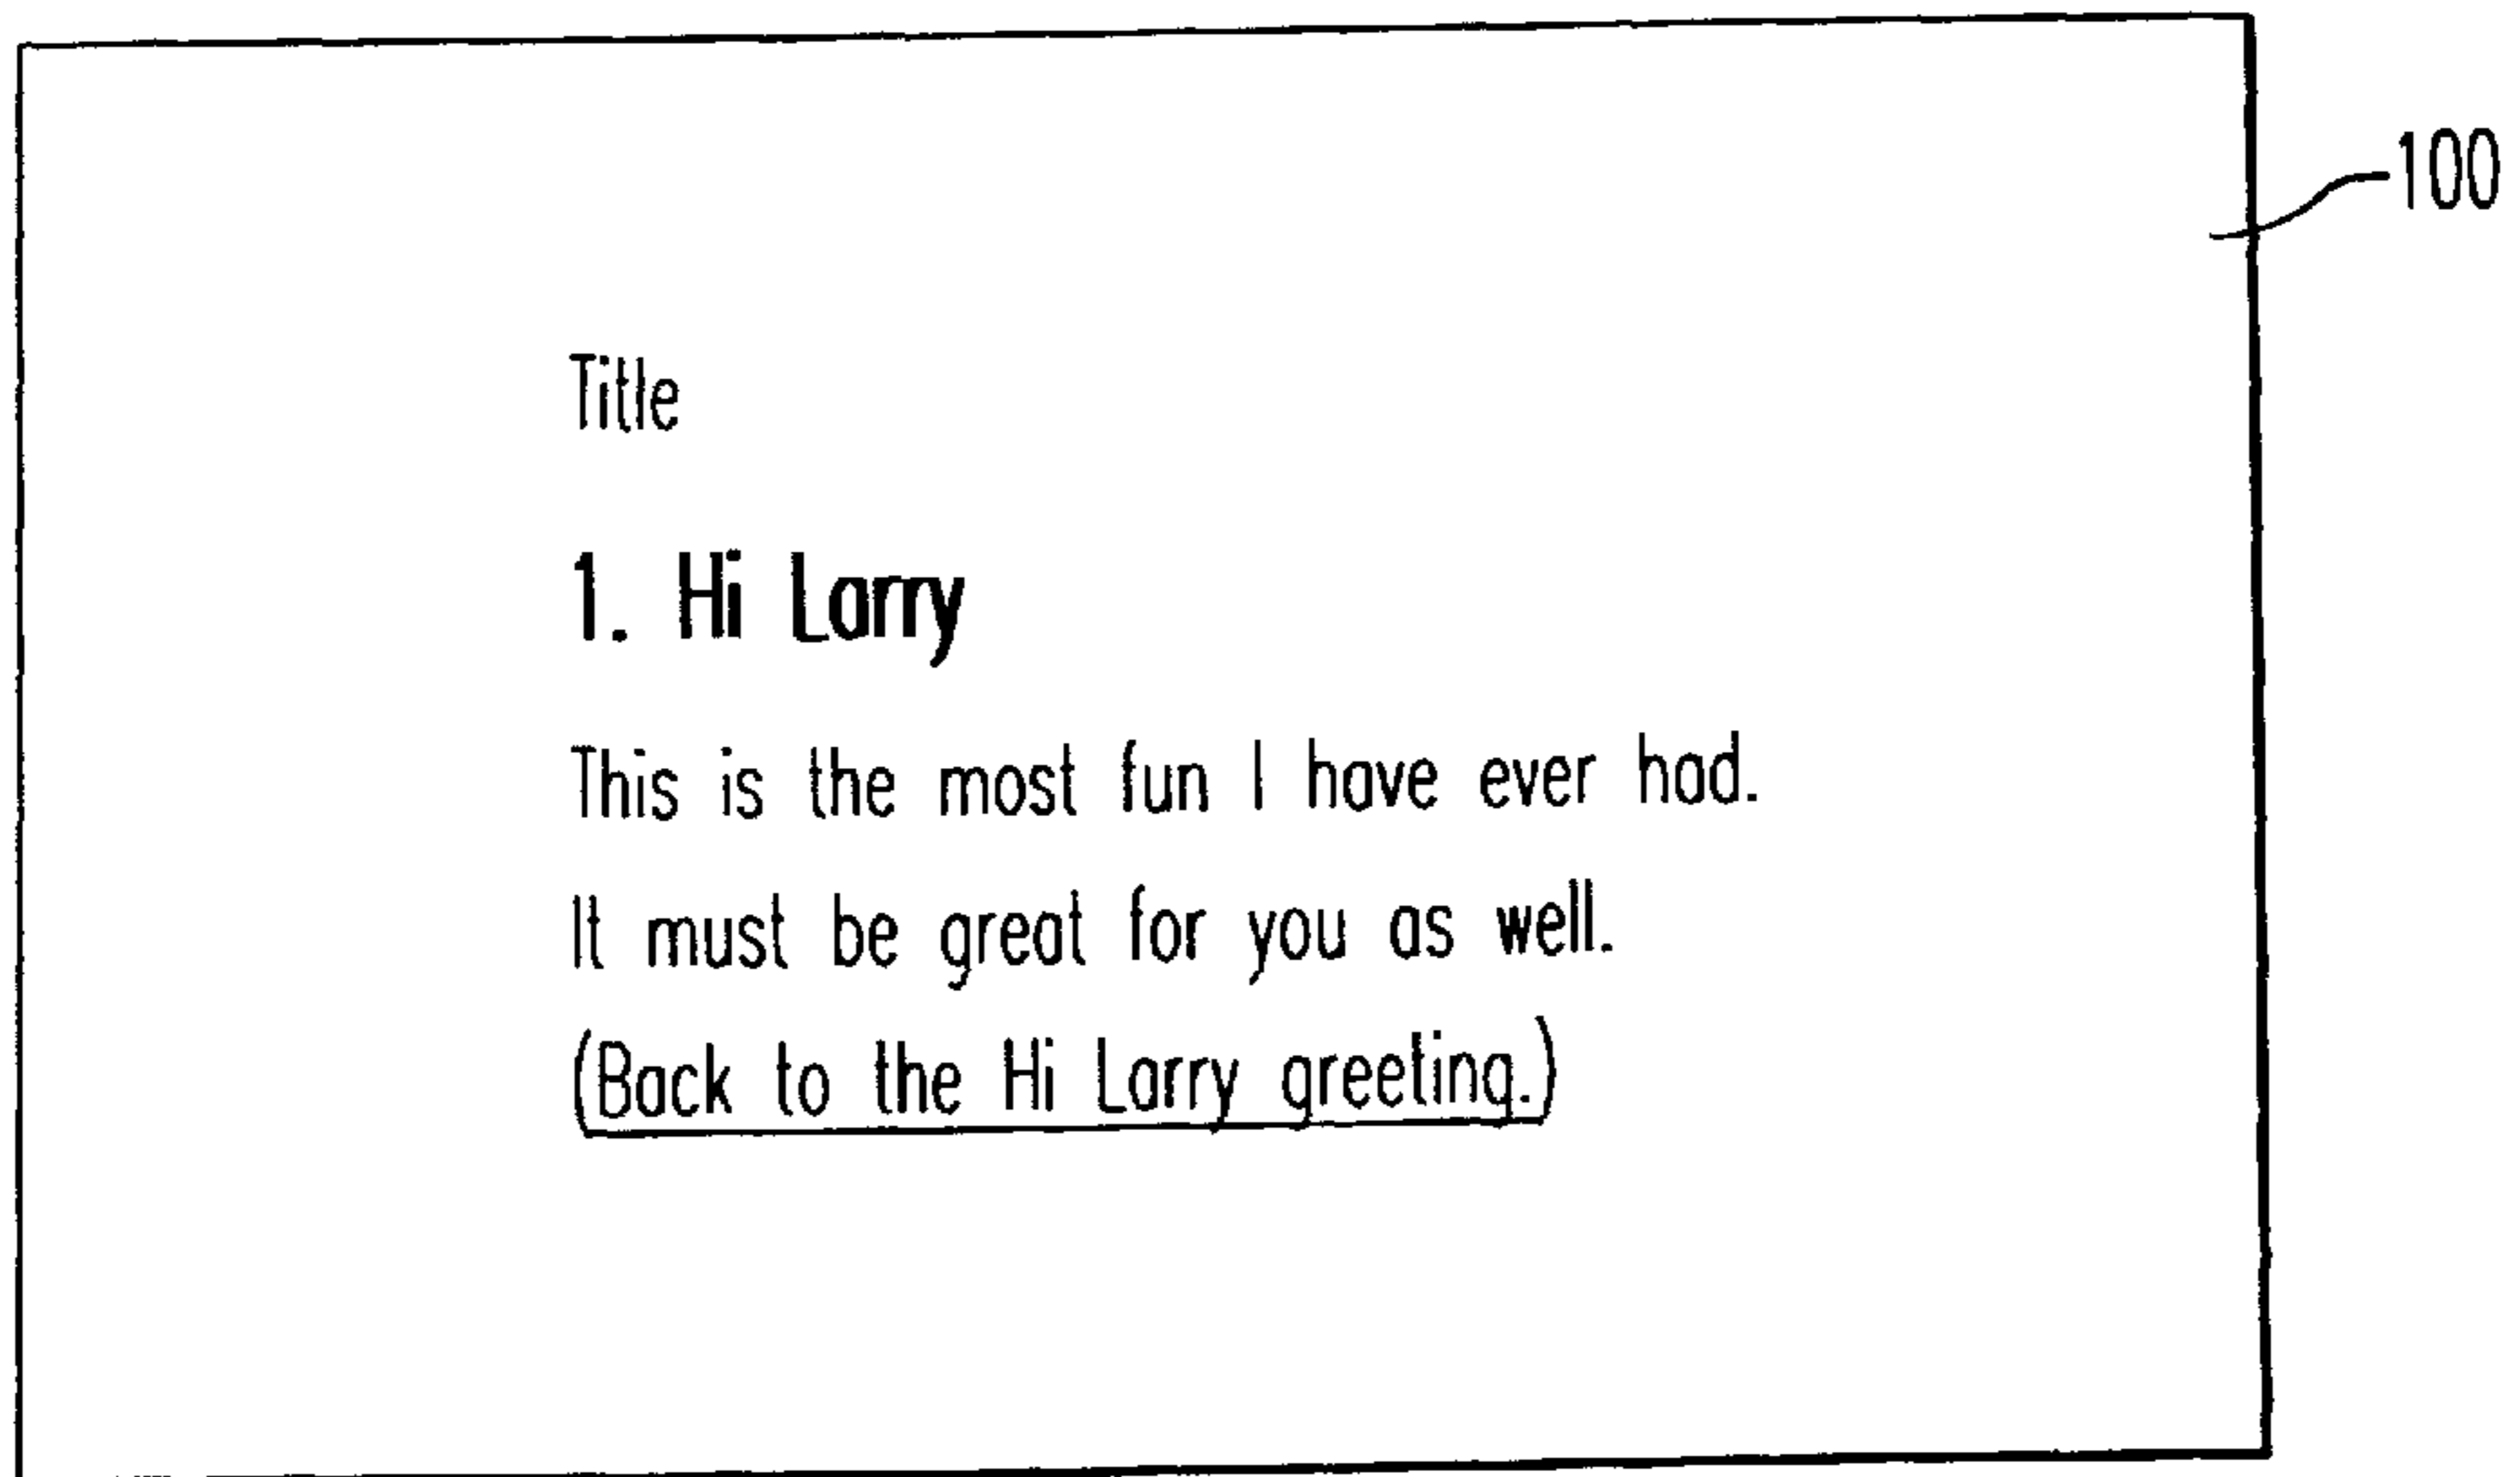 100
Title
1. Hi Larry
This is the most fun I have ever had.
It must be great for you as well.
(Back to the Hi Larry greeting.)